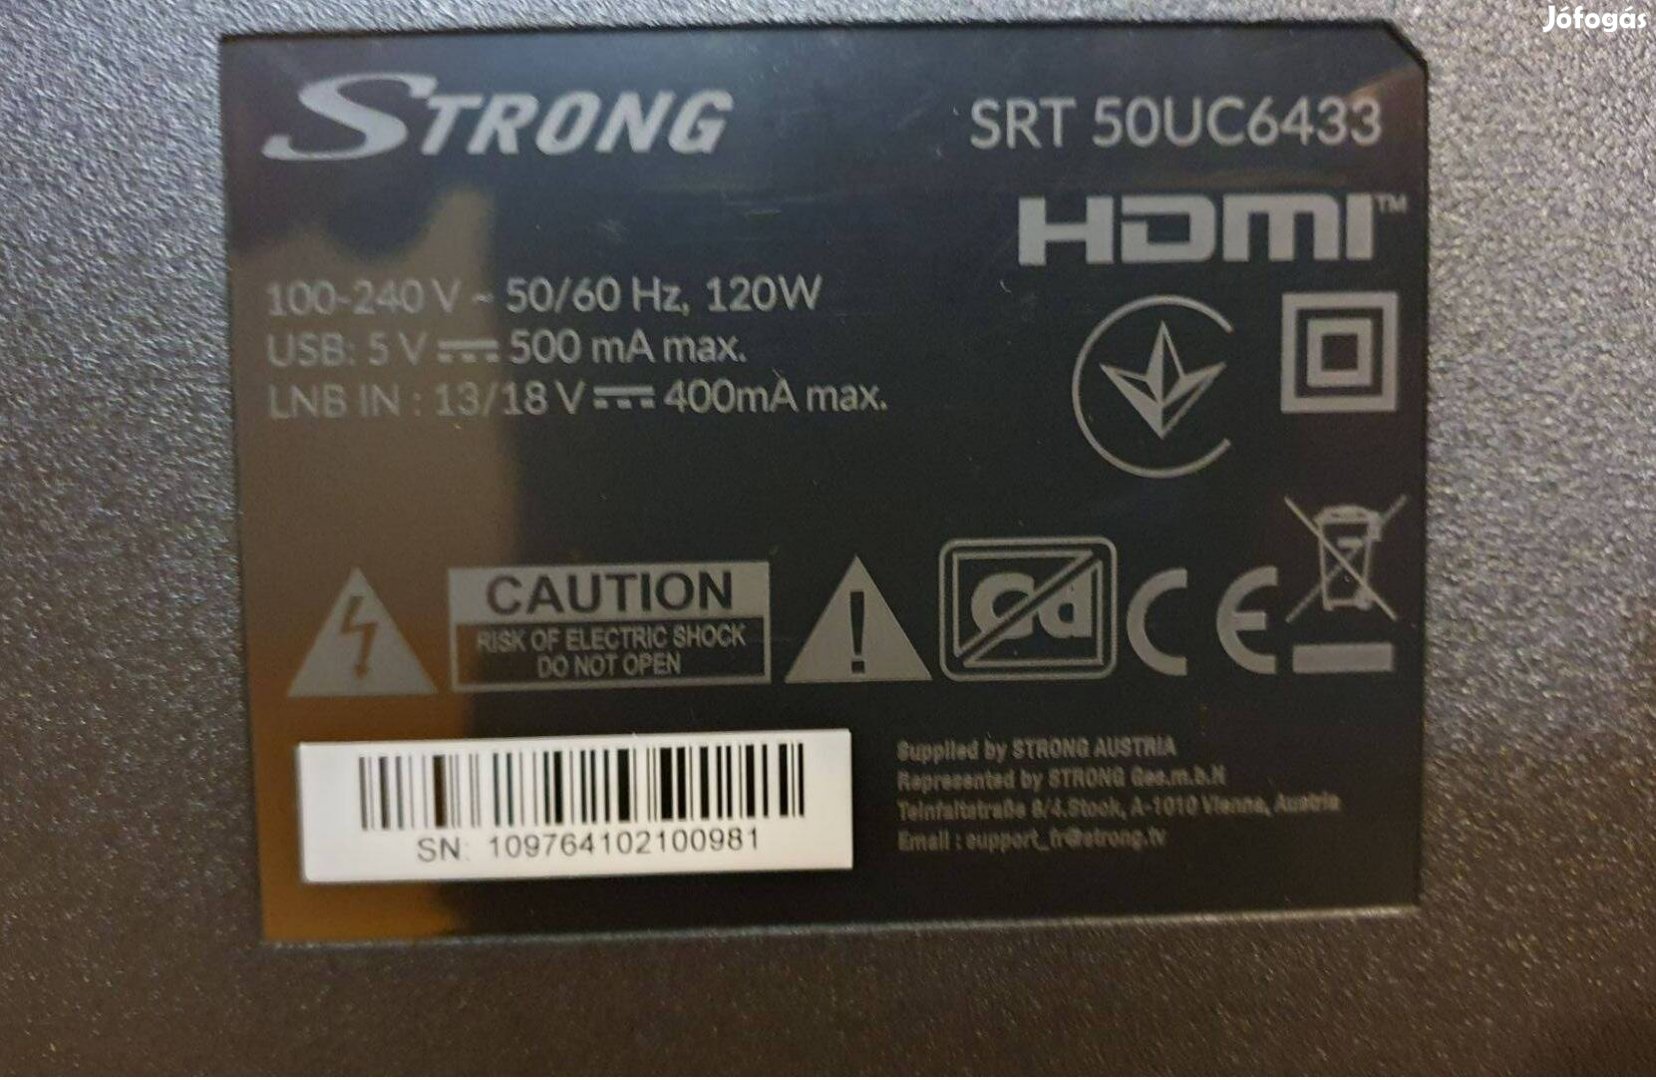 Jófogás
STRONG
SRT 50UC6433
HDMI™
100-240 V ~ 50/60 Hz, 120W
USB: 5 V ⎓ 500 mA max.
LNB IN : 13/18 V ⎓ 400mA max.
CAUTION
RISK OF ELECTRIC SHOCK
DO NOT OPEN
Cd
CE
SN: 109764102100981
Supplied by STRONG AUSTRIA
Represented by STRONG Ges.m.b.H
Teinfaltstraße 8/4.Stock, A-1010 Vienna, Austria
Email : support_fr@strong.tv